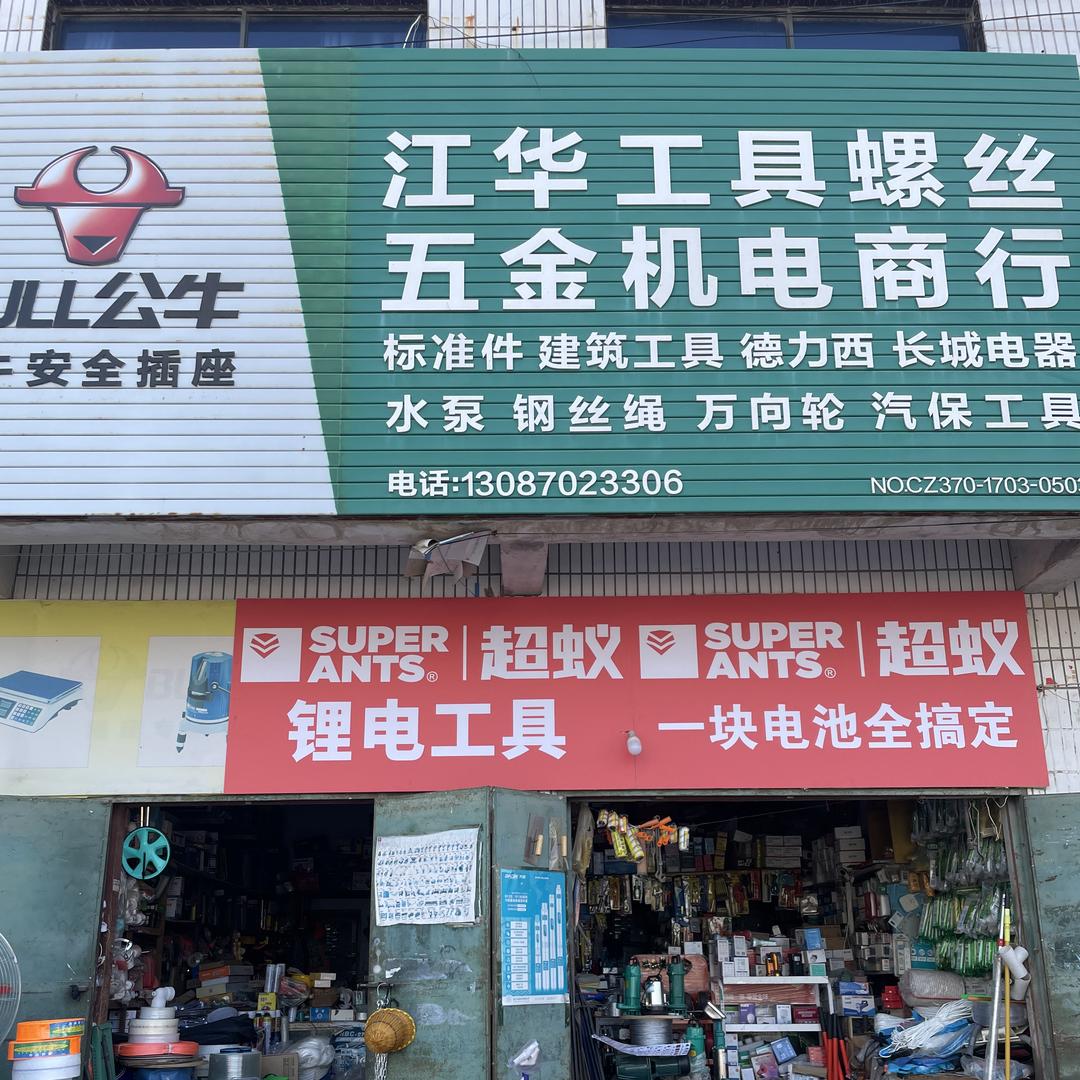 江华工具螺丝
五金机电商行
标准件 建筑工具 德力西 长城电器
水泵 钢丝绳 万向轮 汽保工具
电话:13087023306
NO.CZ370-1703-0503
ULL公牛
牛安全插座
SUPER ANTS® 超蚁
锂电工具
SUPER ANTS® 超蚁
一块电池全搞定